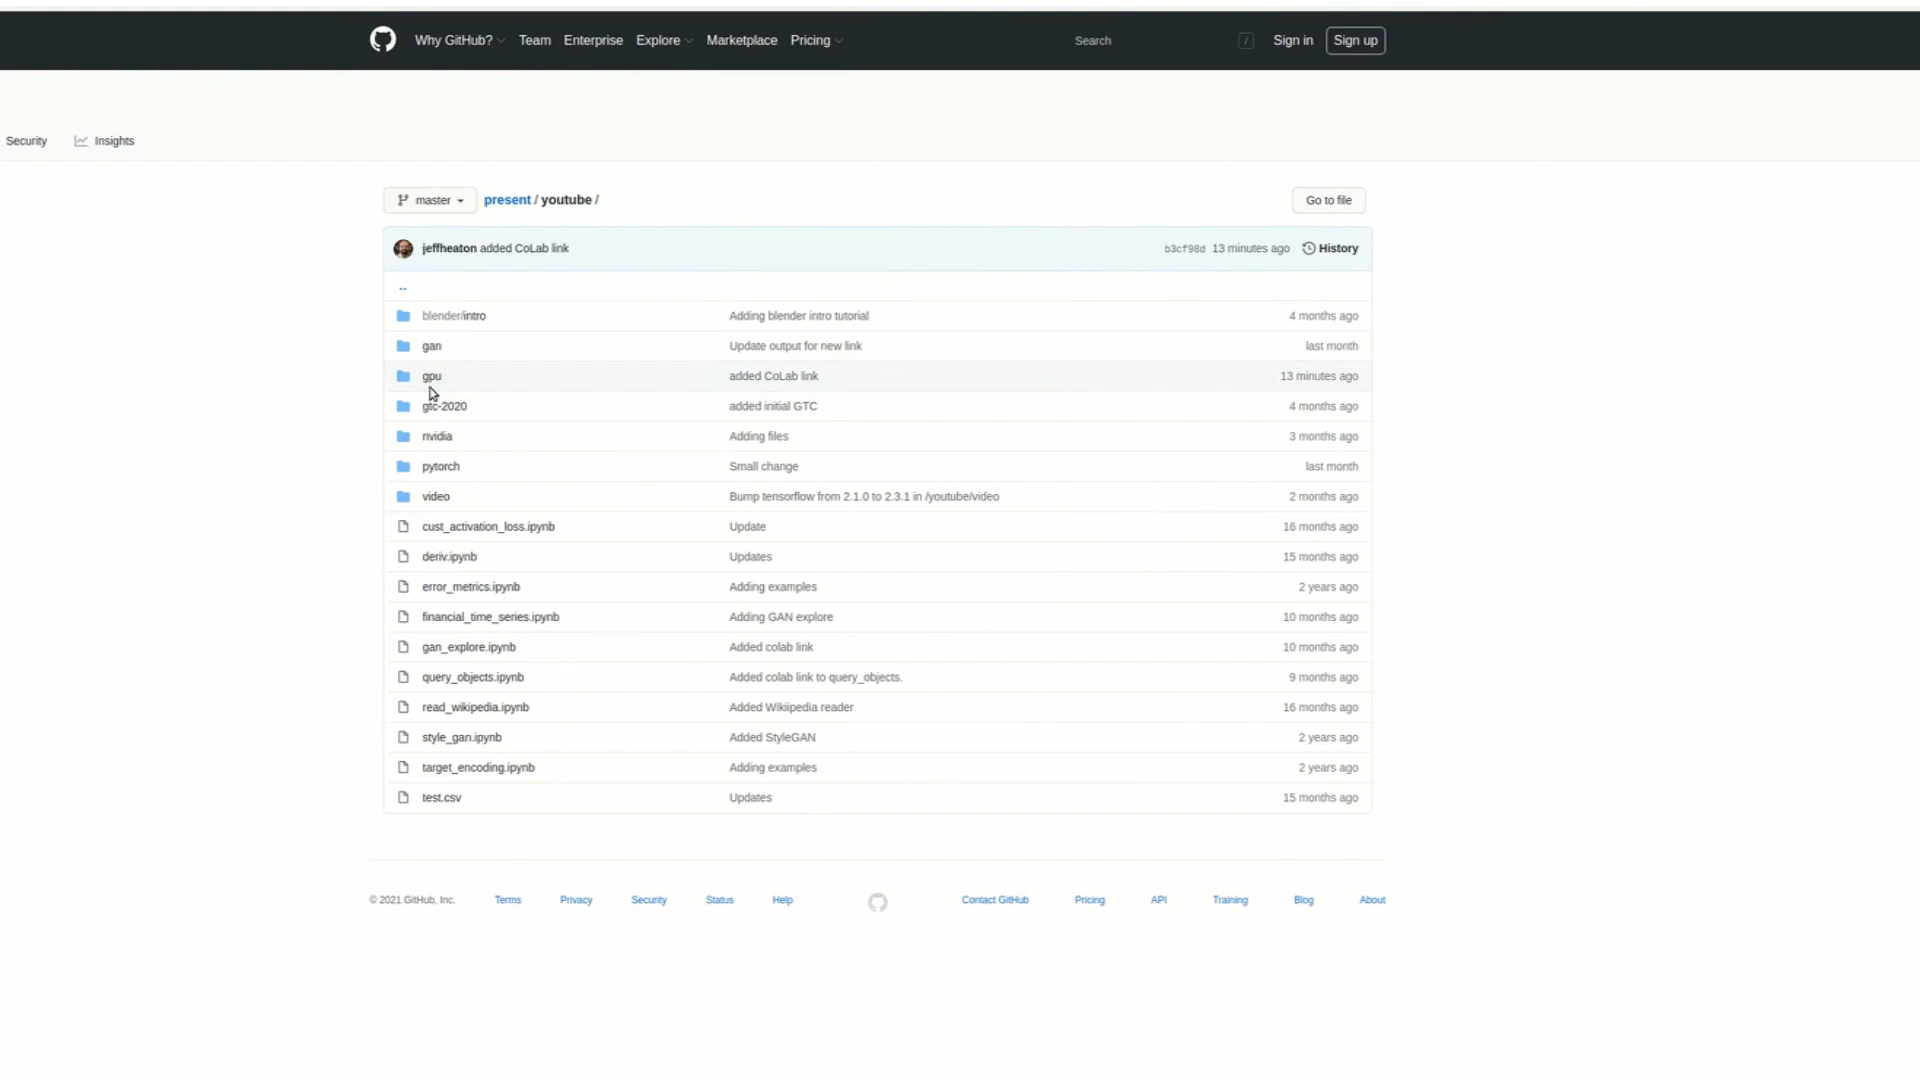 Why GitHub? Team Enterprise Explore Marketplace Pricing Search / Sign in Sign up
Security Insights
master present / youtube / Go to file
jeffheaton added CoLab link b3cf98d 13 minutes ago History
..
blender/intro Adding blender intro tutorial 4 months ago
gan Update output for new link last month
gpu added CoLab link 13 minutes ago
gtc-2020 added initial GTC 4 months ago
nvidia Adding files 3 months ago
pytorch Small change last month
video Bump tensorflow from 2.1.0 to 2.3.1 in /youtube/video 2 months ago
cust_activation_loss.ipynb Update 16 months ago
deriv.ipynb Updates 15 months ago
error_metrics.ipynb Adding examples 2 years ago
financial_time_series.ipynb Adding GAN explore 10 months ago
gan_explore.ipynb Added colab link 10 months ago
query_objects.ipynb Added colab link to query_objects. 9 months ago
read_wikipedia.ipynb Added Wikiipedia reader 16 months ago
style_gan.ipynb Added StyleGAN 2 years ago
target_encoding.ipynb Adding examples 2 years ago
test.csv Updates 15 months ago
© 2021 GitHub, Inc. Terms Privacy Security Status Help Contact GitHub Pricing API Training Blog About